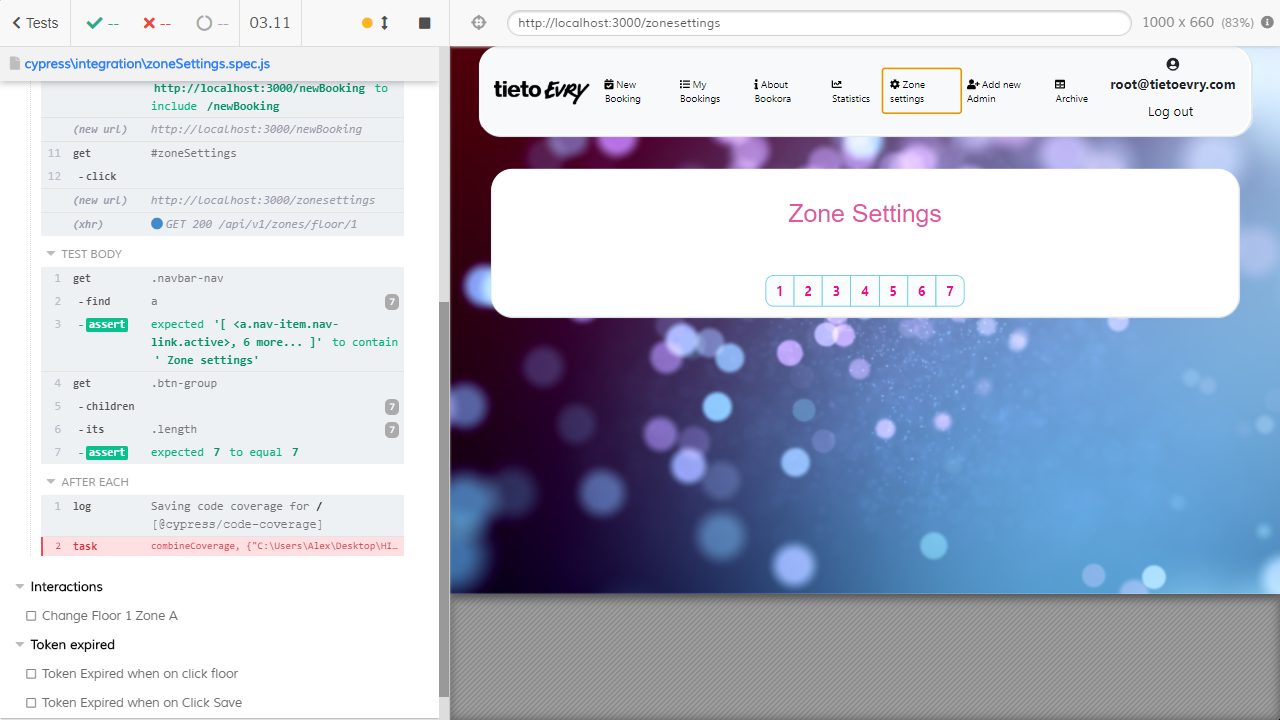 Tests
--
--
--
03.11
http://localhost:3000/zonesettings
1000 x 660 (83%)
cypress\integration\zoneSettings.spec.js
http://localhost:3000/newBooking to
include /newBooking
(new url) http://localhost:3000/newBooking
11 get #zoneSettings
12 - click
(new url) http://localhost:3000/zonesettings
(xhr) GET 200 /api/v1/zones/floor/1
TEST BODY
1 get .navbar-nav
2 - find a 7
3 - assert expected '[ <a.nav-item.nav-
link.active>, 6 more... ]' to contain
' Zone settings'
4 get .btn-group
5 - children 7
6 - its .length 7
7 - assert expected 7 to equal 7
AFTER EACH
1 log Saving code coverage for /
[@cypress/code-coverage]
2 task combineCoverage, {"C:\Users\Alex\Desktop\HI...
Interactions
Change Floor 1 Zone A
Token expired
Token Expired when on click floor
Token Expired when on Click Save
tieto EVRY
New
Booking
My
Bookings
About
Bookora
Statistics
Zone
settings
Add new
Admin
Archive
root@tietoevry.com
Log out
Zone Settings
1 2 3 4 5 6 7